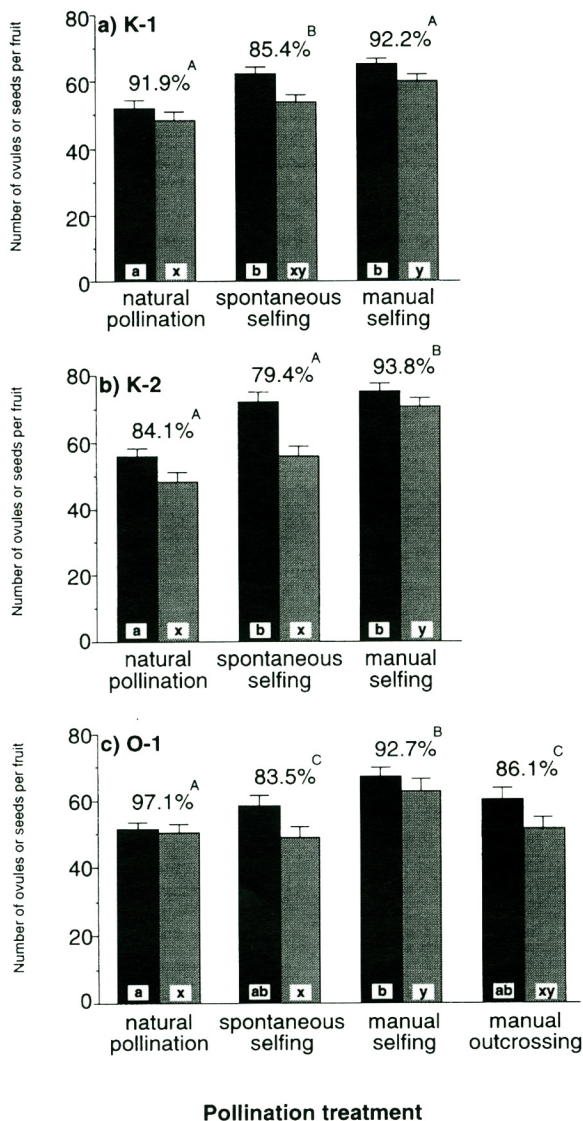 a) K-1
Number of ovules or seeds per fruit
80
60
40
20
0
91.9% A
85.4% B
92.2% A
a x b xy b y
natural pollination
spontaneous selfing
manual selfing
b) K-2
Number of ovules or seeds per fruit
80
60
40
20
0
84.1% A
79.4% A
93.8% B
a x b x b y
natural pollination
spontaneous selfing
manual selfing
c) O-1
Number of ovules or seeds per fruit
80
60
40
20
0
97.1% A
83.5% C
92.7% B
86.1% C
a x ab x b y ab xy
natural pollination
spontaneous selfing
manual selfing
manual outcrossing
Pollination treatment